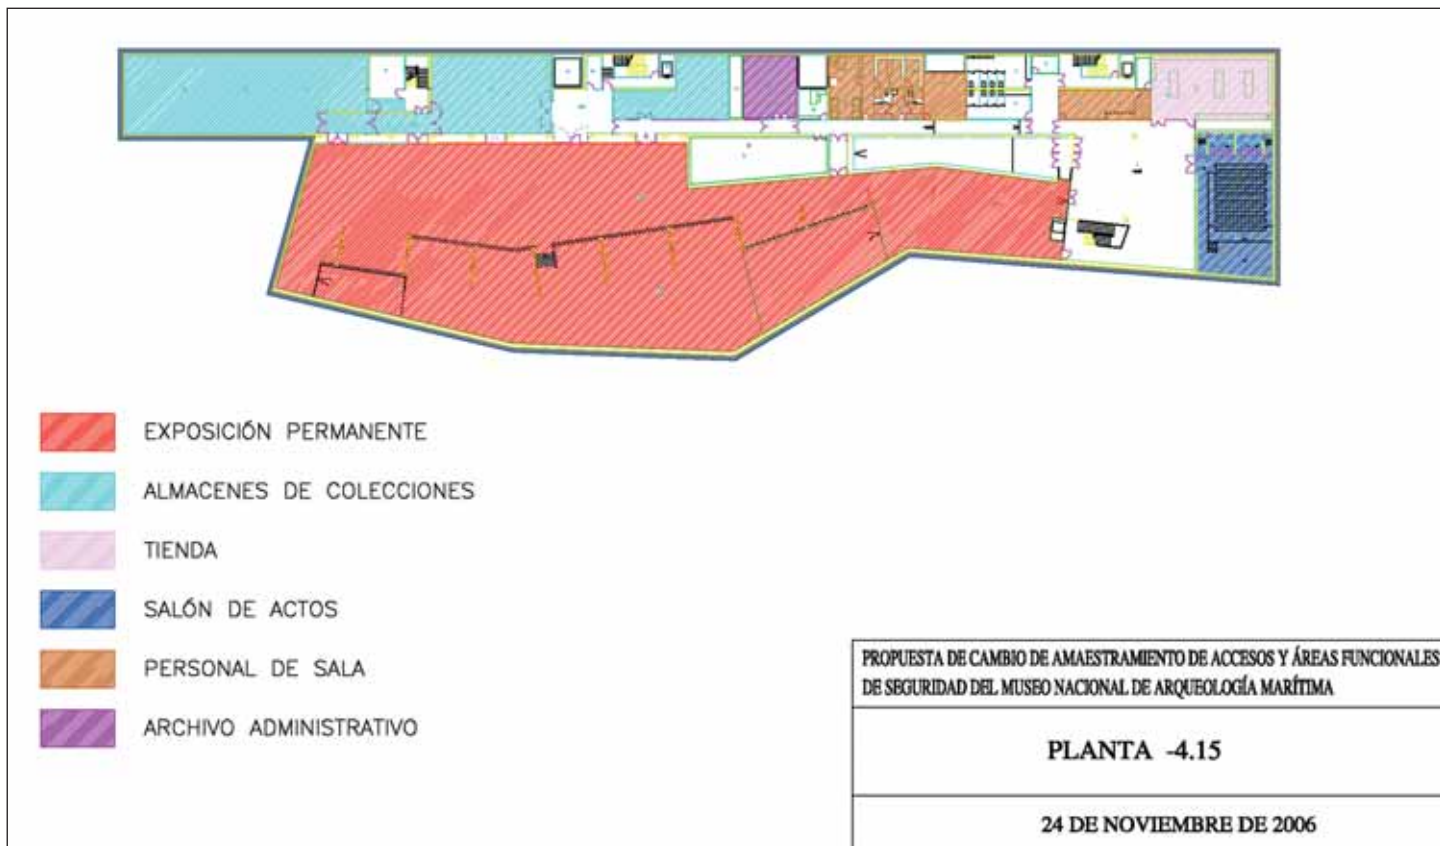 EXPOSICIÓN PERMANENTE
ALMACENES DE COLECCIONES
TIENDA
SALÓN DE ACTOS
PERSONAL DE SALA
ARCHIVO ADMINISTRATIVO
PROPUESTA DE CAMBIO DE AMAESTRAMIENTO DE ACCESOS Y ÁREAS FUNCIONALES
DE SEGURIDAD DEL MUSEO NACIONAL DE ARQUEOLOGÍA MARÍTIMA
PLANTA -4.15
24 DE NOVIEMBRE DE 2006